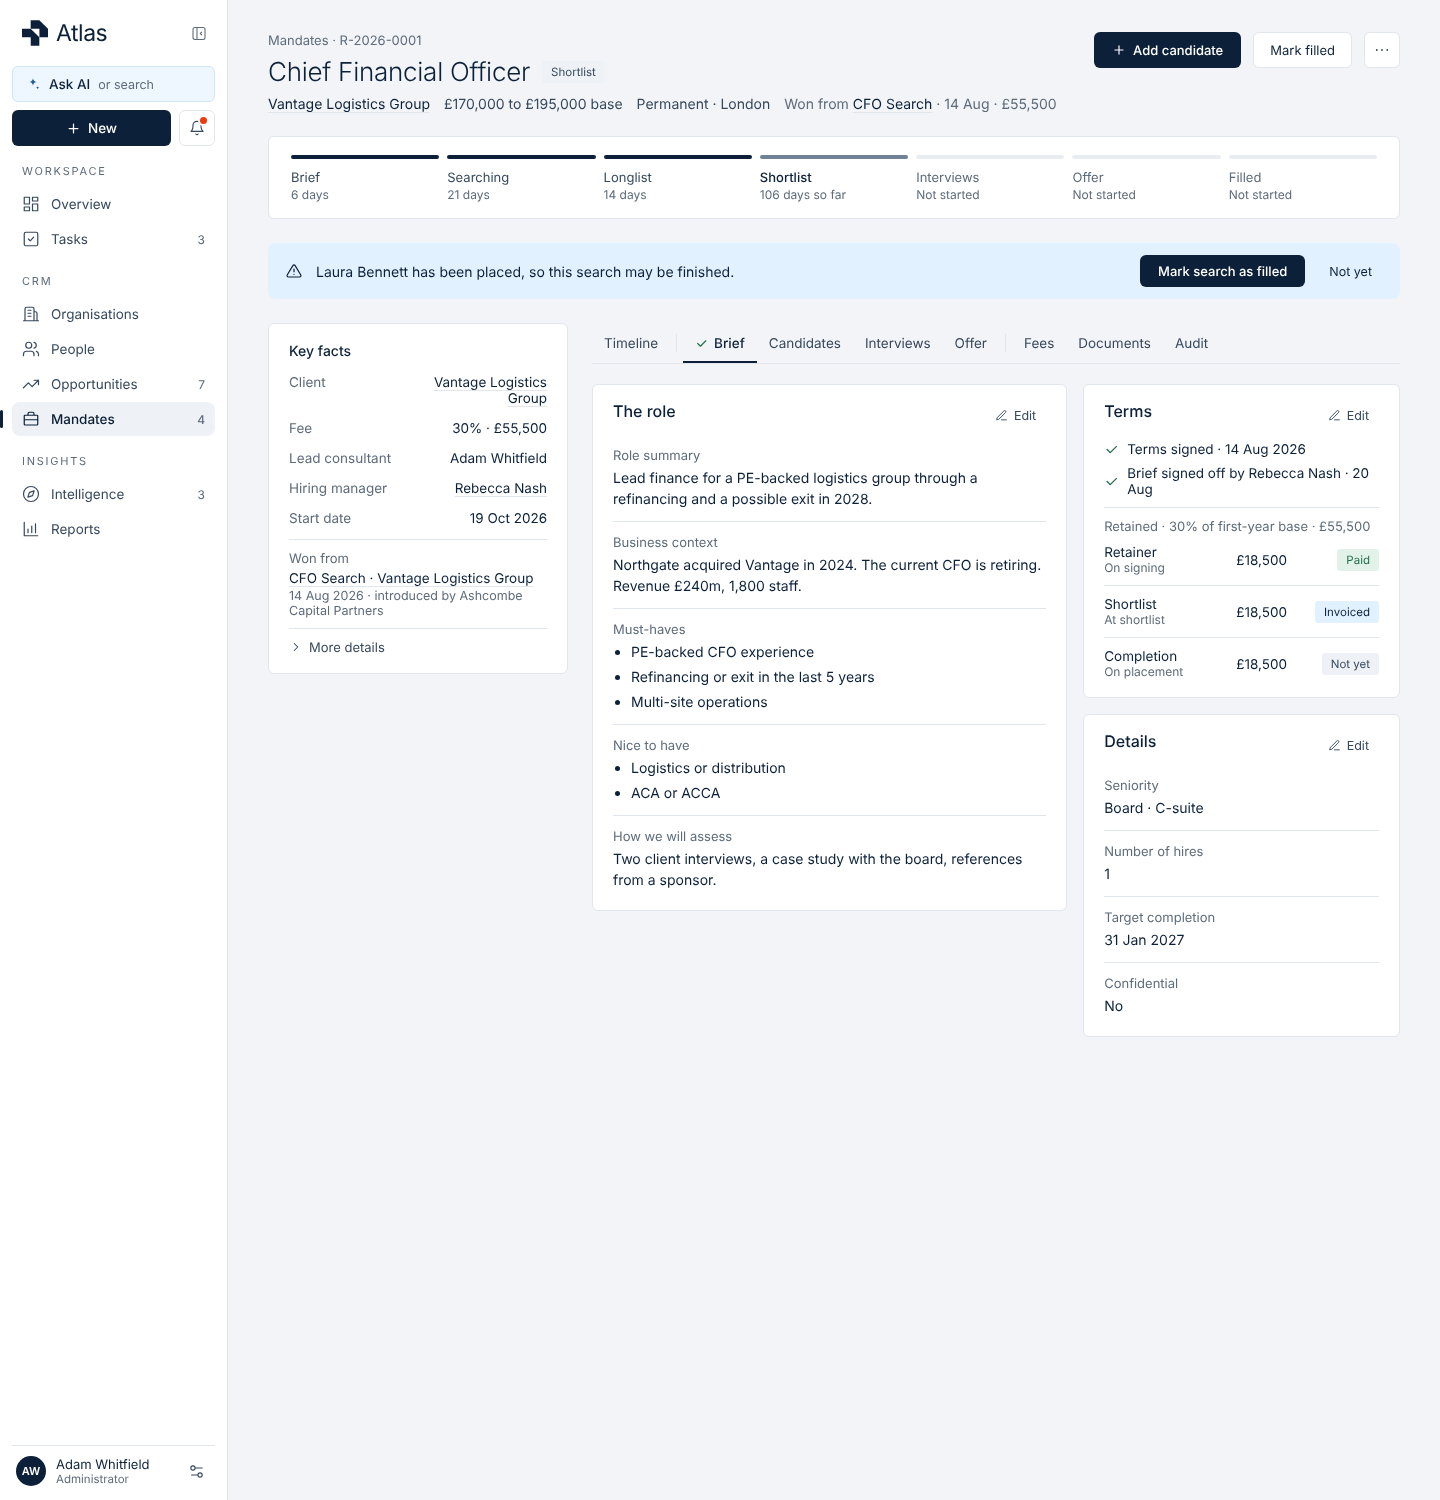 Atlas
Ask AI or search
New
WORKSPACE
Overview
Tasks 3
CRM
Organisations
People
Opportunities 7
Mandates 4
INSIGHTS
Intelligence 3
Reports
AW
Adam Whitfield
Administrator
Mandates · R-2026-0001
Chief Financial Officer Shortlist
Vantage Logistics Group £170,000 to £195,000 base Permanent · London Won from CFO Search · 14 Aug · £55,500
Add candidate
Mark filled
Brief
6 days
Searching
21 days
Longlist
14 days
Shortlist
106 days so far
Interviews
Not started
Offer
Not started
Filled
Not started
Laura Bennett has been placed, so this search may be finished.
Mark search as filled
Not yet
Key facts
Client Vantage Logistics
Group
Fee 30% · £55,500
Lead consultant Adam Whitfield
Hiring manager Rebecca Nash
Start date 19 Oct 2026
Won from
CFO Search · Vantage Logistics Group
14 Aug 2026 · introduced by Ashcombe
Capital Partners
More details
Timeline Brief Candidates Interviews Offer Fees Documents Audit
The role Edit
Role summary
Lead finance for a PE-backed logistics group through a
refinancing and a possible exit in 2028.
Business context
Northgate acquired Vantage in 2024. The current CFO is retiring.
Revenue £240m, 1,800 staff.
Must-haves
• PE-backed CFO experience
• Refinancing or exit in the last 5 years
• Multi-site operations
Nice to have
• Logistics or distribution
• ACA or ACCA
How we will assess
Two client interviews, a case study with the board, references
from a sponsor.
Terms Edit
Terms signed · 14 Aug 2026
Brief signed off by Rebecca Nash · 20
Aug
Retained · 30% of first-year base · £55,500
Retainer £18,500 Paid
On signing
Shortlist £18,500 Invoiced
At shortlist
Completion £18,500 Not yet
On placement
Details Edit
Seniority
Board · C-suite
Number of hires
1
Target completion
31 Jan 2027
Confidential
No